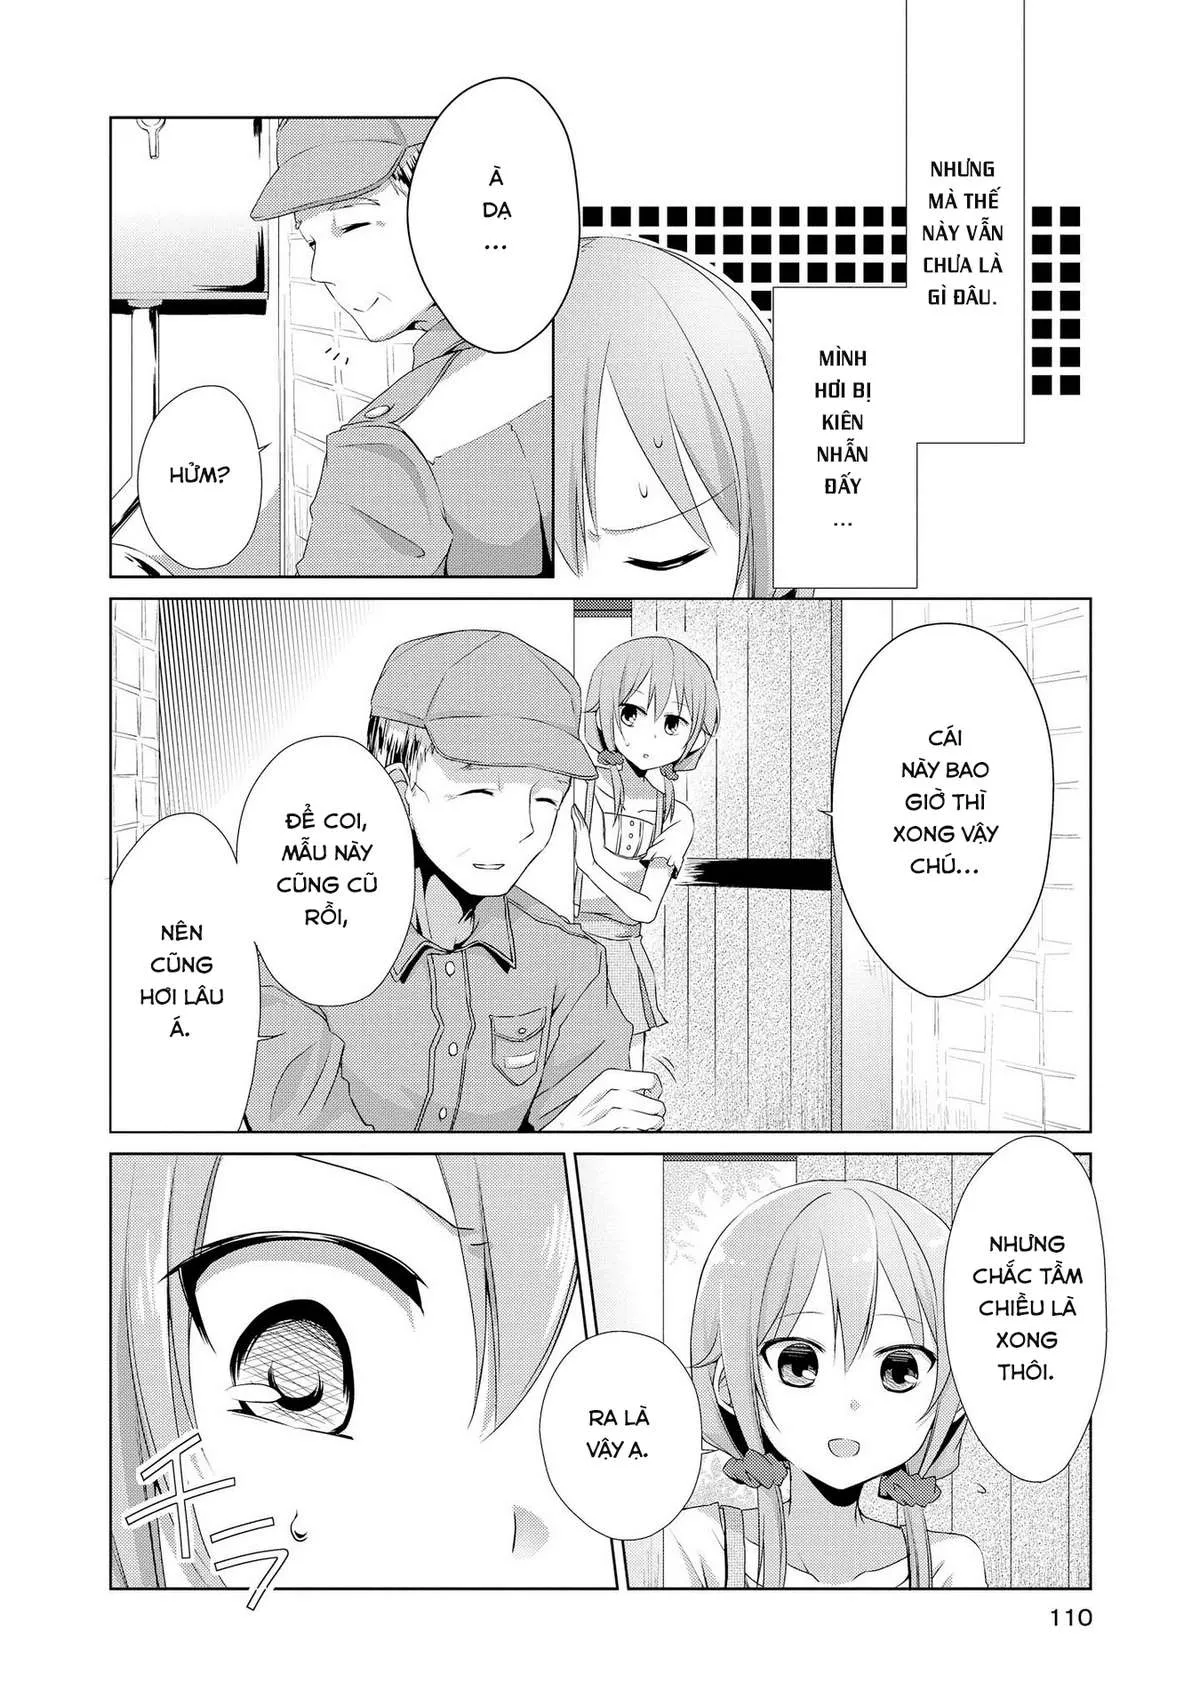 NHƯNG
MÀ THẾ
NÀY VẪN
CHƯA LÀ
GÌ ĐÂU.
MÌNH
HƠI BỊ
KIÊN
NHẪN
ĐẤY
...
À
DẠ
...
HỬM?
CÁI
NÀY BAO
GIỜ THÌ
XONG VẬY
CHÚ...
ĐỂ COI,
MẪU NÀY
CŨNG CŨ
RỒI,
NÊN
CŨNG
HƠI LÂU
Á.
NHƯNG
CHẮC TẦM
CHIỀU LÀ
XONG
THÔI.
RA LÀ
VẬY Ạ.
チラ
110